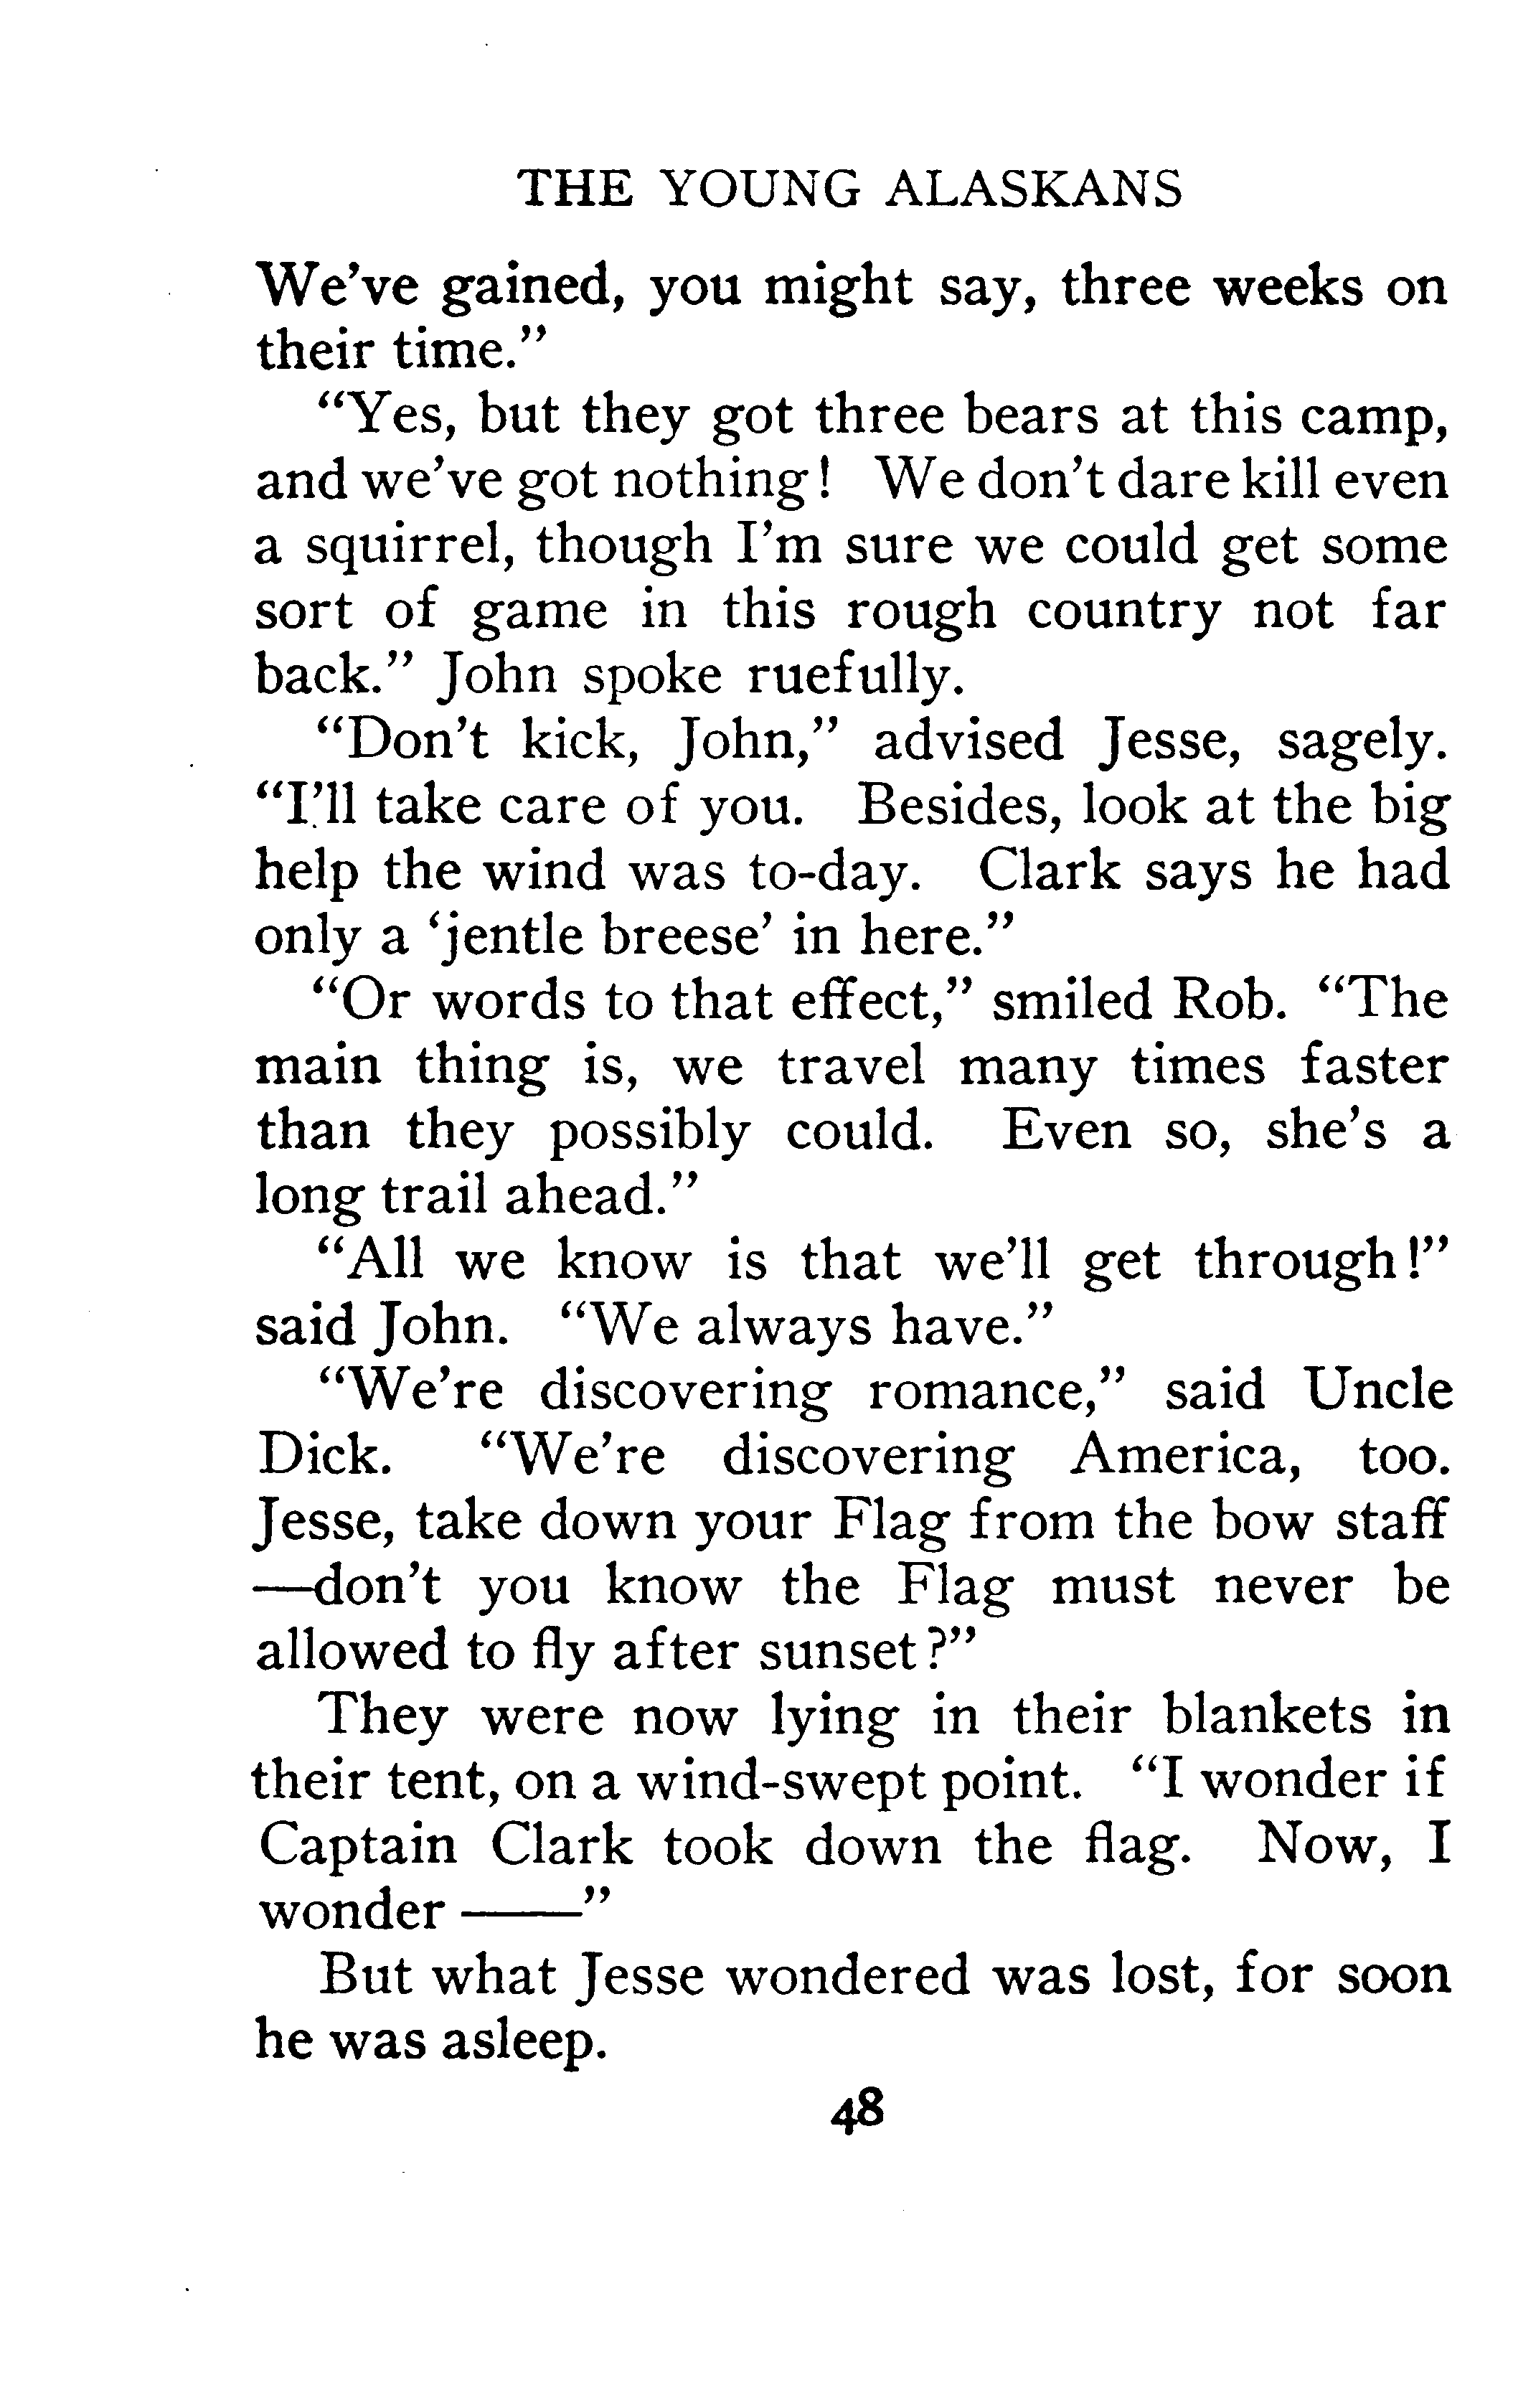 THE YOUNG ALASKANS
We've gained, you might say, three weeks on
their time."
"Yes, but they got three bears at this camp,
and we've got nothing! We don't dare kill even
a squirrel, though I'm sure we could get some
sort of game in this rough country not far
back." John spoke ruefully.
"Don't kick, John," advised Jesse, sagely.
"I'll take care of you. Besides, look at the big
help the wind was to-day. Clark says he had
only a 'jentle breese' in here."
"Or words to that effect," smiled Rob. "The
main thing is, we travel many times faster
than they possibly could. Even so, she's a
long trail ahead."
"All we know is that we'll get through!"
said John. "We always have."
"We're discovering romance," said Uncle
Dick. "We're discovering America, too.
Jesse, take down your Flag from the bow staff
—don't you know the Flag must never be
allowed to fly after sunset?"
They were now lying in their blankets in
their tent, on a wind-swept point. "I wonder if
Captain Clark took down the flag. Now, I
wonder ——"
But what Jesse wondered was lost, for soon
he was asleep.
48